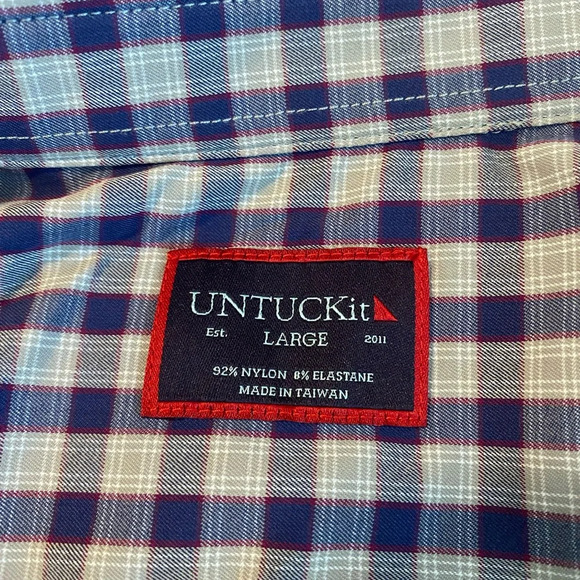 UNTUCKit
Est. LARGE 2011
92% NYLON 8% ELASTANE
MADE IN TAIWAN